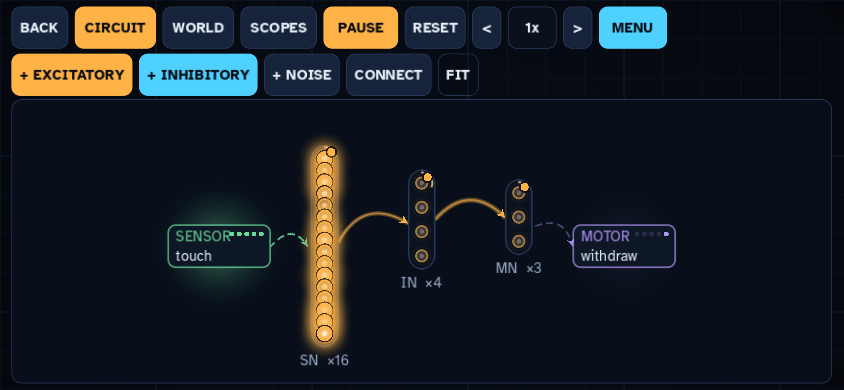 BACK CIRCUIT WORLD SCOPES PAUSE RESET < 1x > MENU
+ EXCITATORY + INHIBITORY + NOISE CONNECT FIT
SENSOR
touch
SN ×16
IN ×4
MN ×3
MOTOR
withdraw